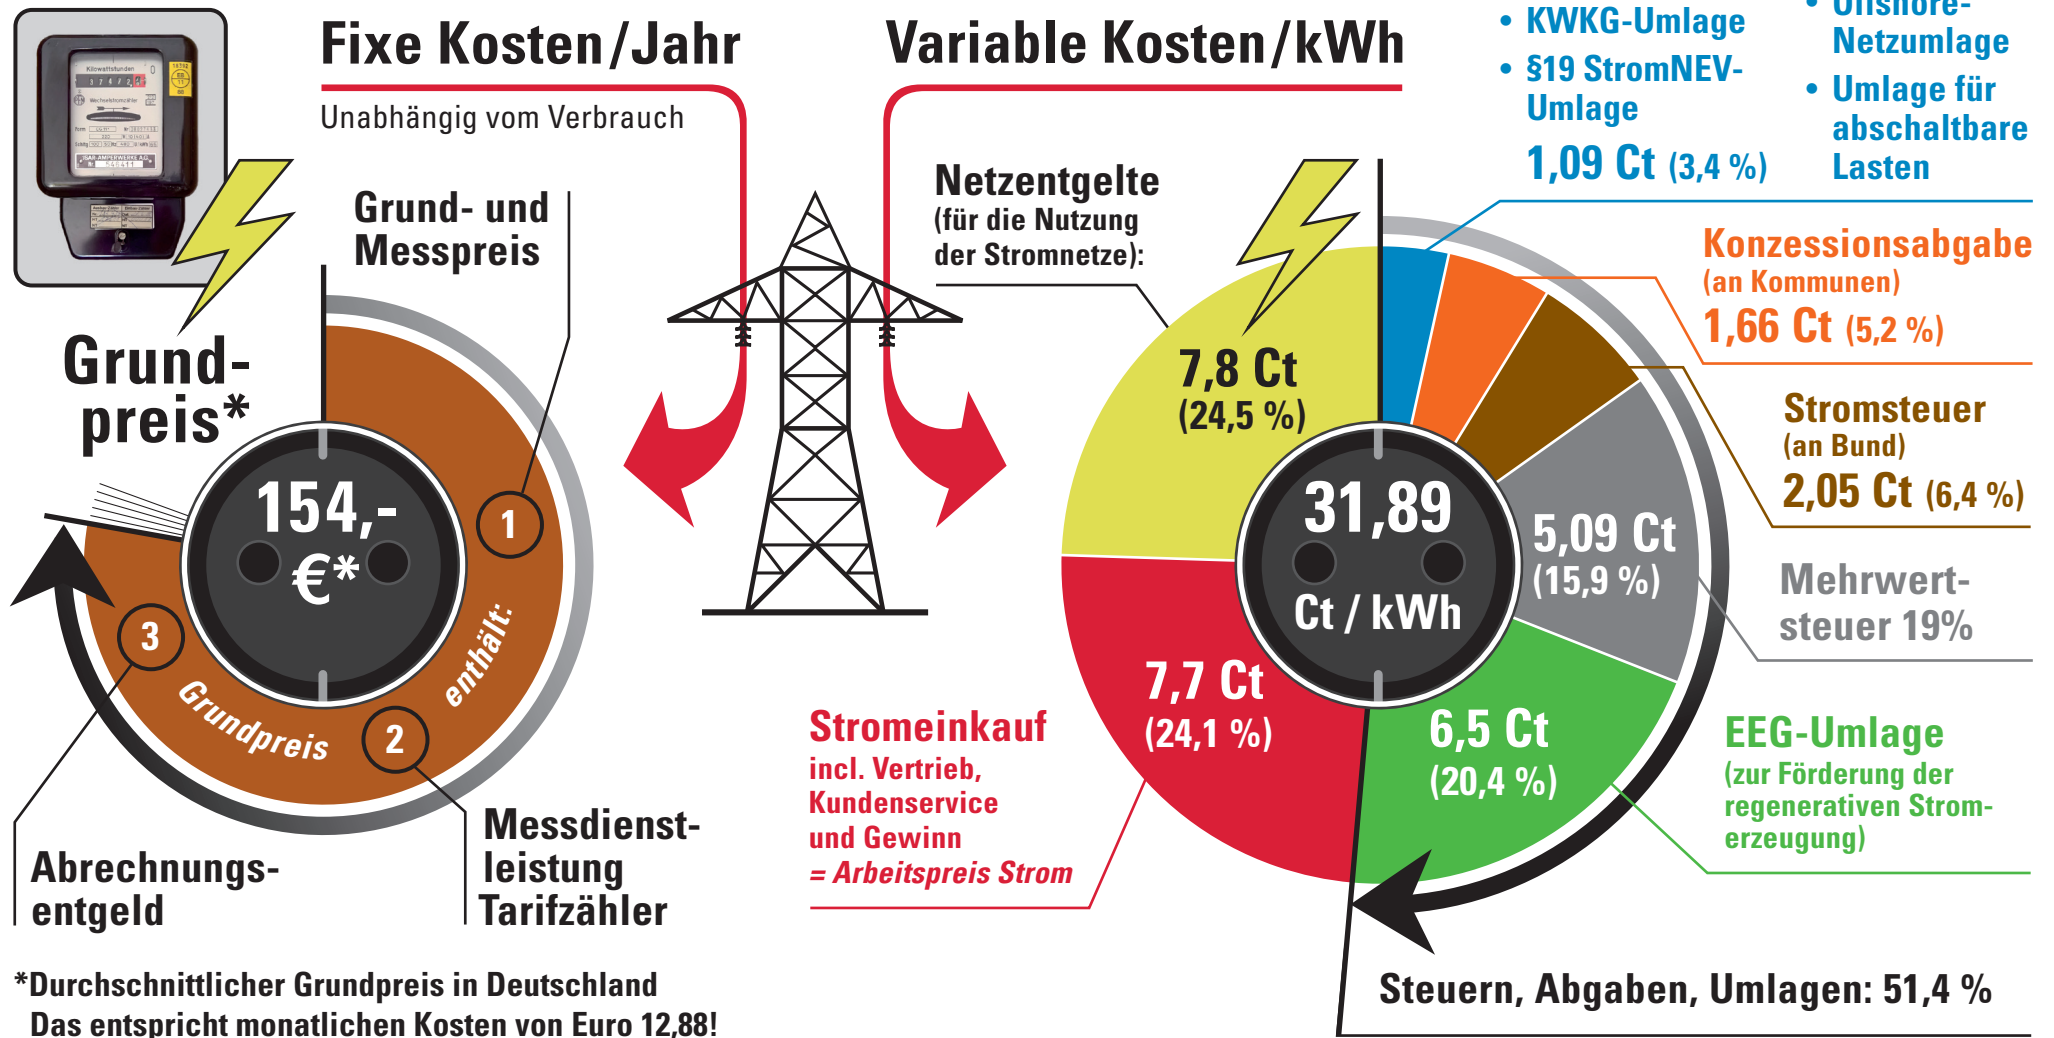 Fixe Kosten/Jahr
Unabhängig vom Verbrauch
Variable Kosten/kWh
Kilowattstunden
Wechselstromzähler
ISAR-AMPERWERKE A.G.
Grund-
preis*
Grund- und
Messpreis
154,-
€*
1
2
3
Grundpreis
enthält:
Abrechnungs-
entgeld
Messdienst-
leistung
Tarifzähler
*Durchschnittlicher Grundpreis in Deutschland
Das entspricht monatlichen Kosten von Euro 12,88!
Netzentgelte
(für die Nutzung
der Stromnetze):
7,8 Ct
(24,5 %)
31,89
Ct / kWh
• KWKG-Umlage
• §19 StromNEV-
Umlage
1,09 Ct (3,4 %)
• Offshore-
Netzumlage
• Umlage für
abschaltbare
Lasten
Konzessionsabgabe
(an Kommunen)
1,66 Ct (5,2 %)
Stromsteuer
(an Bund)
2,05 Ct (6,4 %)
5,09 Ct
(15,9 %)
Mehrwert-
steuer 19%
6,5 Ct
(20,4 %)
EEG-Umlage
(zur Förderung der
regenerativen Strom-
erzeugung)
7,7 Ct
(24,1 %)
Stromeinkauf
incl. Vertrieb,
Kundenservice
und Gewinn
= Arbeitspreis Strom
Steuern, Abgaben, Umlagen: 51,4 %